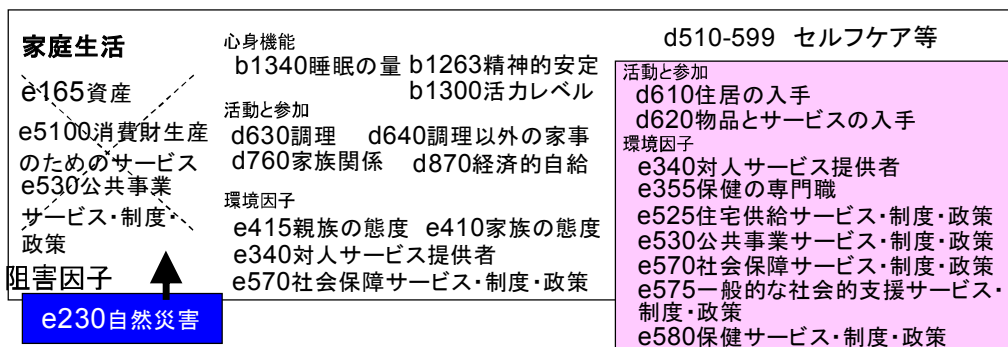 家庭生活
e165資産
e5100消費財生産
のためのサービス
e530公共事業
サービス・制度・
政策
阻害因子
e230自然災害
心身機能
b1340睡眠の量 b1263精神的安定
b1300活力レベル
活動と参加
d630調理 d640調理以外の家事
d760家族関係 d870経済的自給
環境因子
e415親族の態度 e410家族の態度
e340対人サービス提供者
e570社会保障サービス・制度・政策
d510-599 セルフケア等
活動と参加
d610住居の入手
d620物品とサービスの入手
環境因子
e340対人サービス提供者
e355保健の専門職
e525住宅供給サービス・制度・政策
e530公共事業サービス・制度・政策
e570社会保障サービス・制度・政策
e575一般的な社会的支援サービス・
制度・政策
e580保健サービス・制度・政策